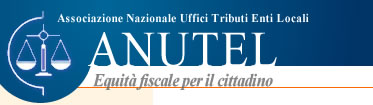 Associazione Nazionale Uffici Tributi Enti Locali
ANUTEL
Equità fiscale per il cittadino